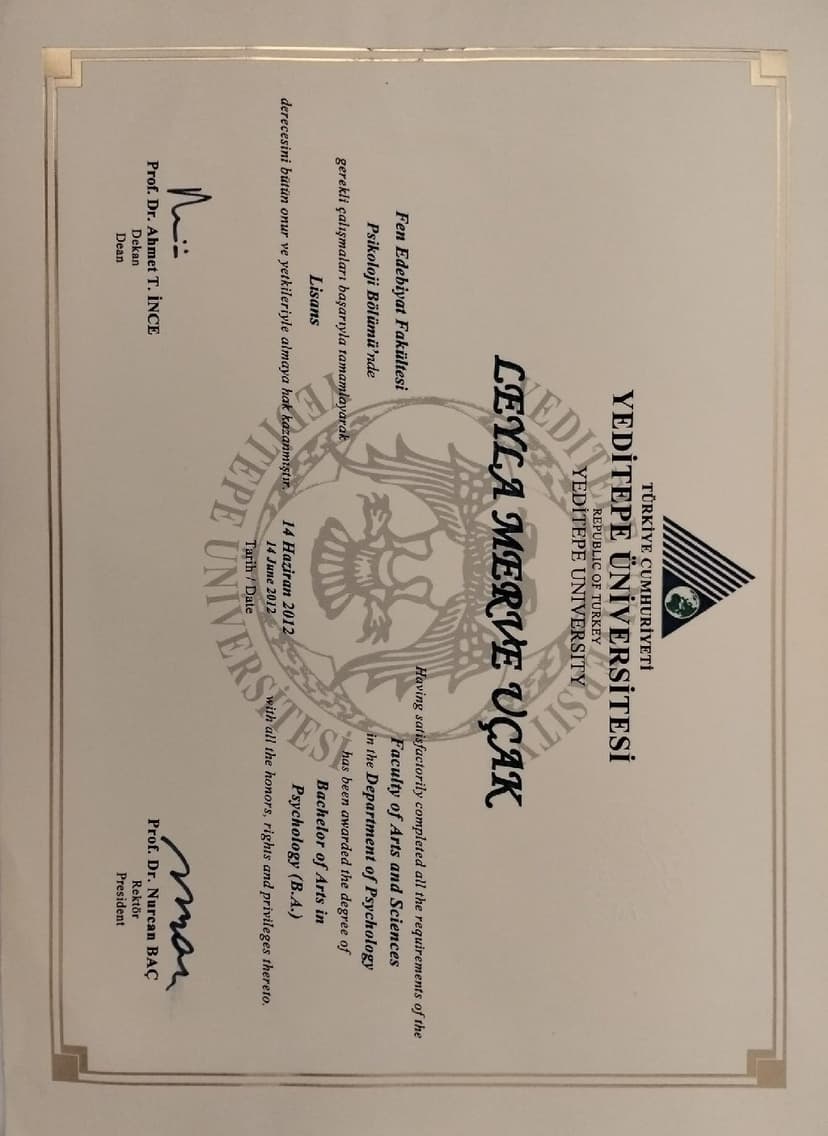 TÜRKİYE CUMHURİYETİ
YEDİTEPE ÜNİVERSİTESİ
REPUBLIC OF TURKEY
YEDİTEPE UNIVERSITY
LEYLA MERVE UÇAK
Fen Edebiyat Fakültesi
Psikoloji Bölümü'nde
gerekli çalışmaları başarıyla tamamlayarak
Lisans
derecesini bütün onur ve yetkileriyle almaya hak kazanmıştır.
Having satisfactorily completed all the requirements of the
Faculty of Arts and Sciences
in the Department of Psychology
has been awarded the degree of
Bachelor of Arts in
Psychology (B.A.)
with all the honors, rights and privileges thereto.
14 Haziran 2012
14 June 2012
Tarih / Date
Prof. Dr. Ahmet T. İNCE
Dekan
Dean
Prof. Dr. Nurcan BAÇ
Rektör
President
YEDITEPE UNIVERSITY
YEDİTEPE ÜNİVERSİTESİ